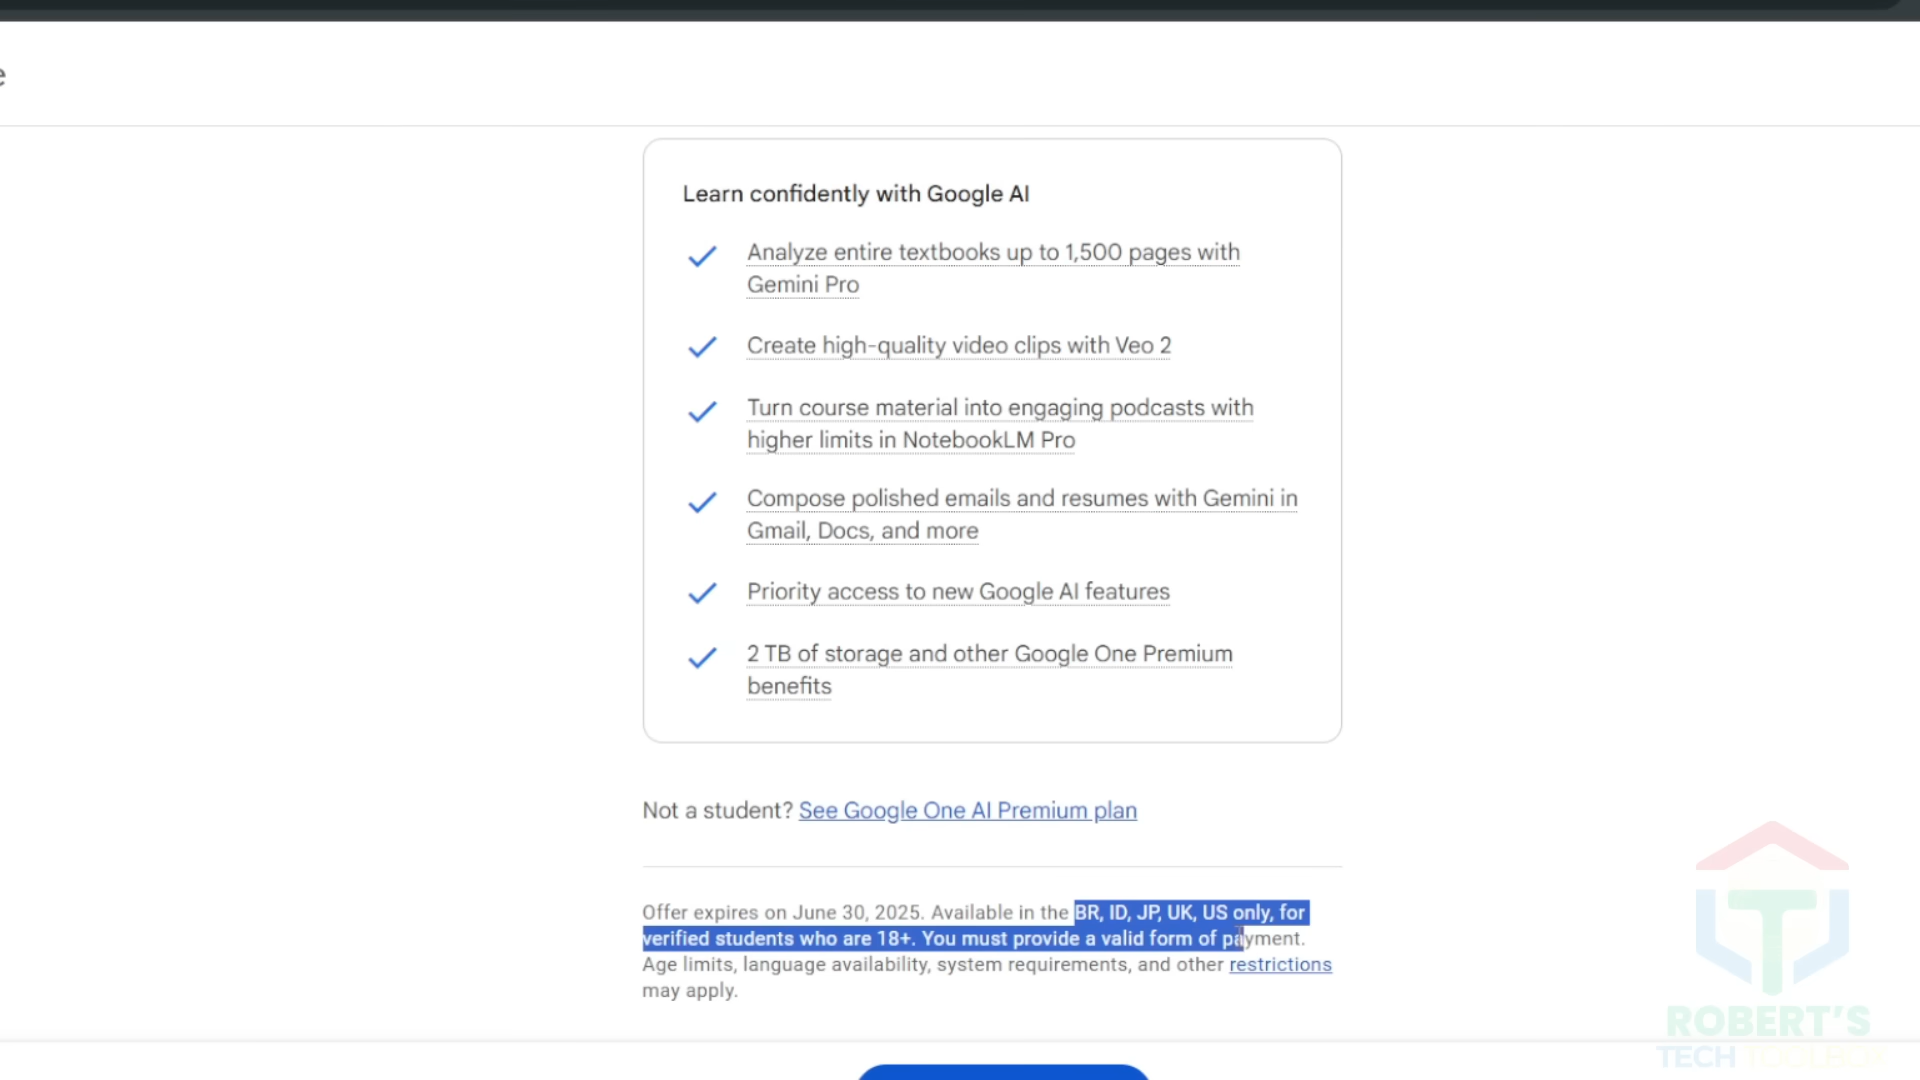 e
Learn confidently with Google AI
Analyze entire textbooks up to 1,500 pages with
Gemini Pro
Create high-quality video clips with Veo 2
Turn course material into engaging podcasts with
higher limits in NotebookLM Pro
Compose polished emails and resumes with Gemini in
Gmail, Docs, and more
Priority access to new Google AI features
2 TB of storage and other Google One Premium
benefits
Not a student? See Google One AI Premium plan
Offer expires on June 30, 2025. Available in the BR, ID, JP, UK, US only, for
verified students who are 18+. You must provide a valid form of payment.
Age limits, language availability, system requirements, and other restrictions
may apply.
ROBERT'S
TECH TOOLBOX